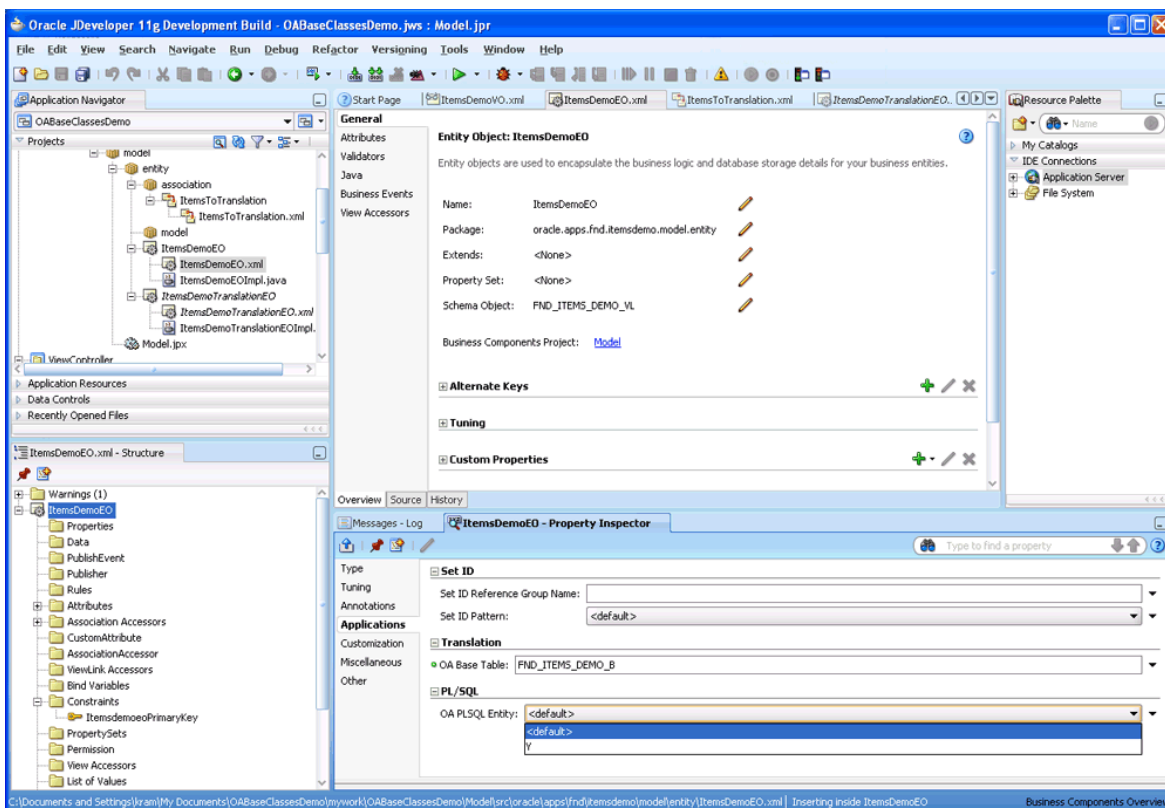 Oracle JDeveloper 11g Development Build - OABaseClassesDemo.jws : Model.jpr
File Edit View Search Navigate Run Debug Refactor Versioning Tools Window Help
Application Navigator
OABaseClassesDemo
Projects
model
entity
association
ItemsToTranslation
ItemsToTranslation.xml
model
ItemsDemoEO
ItemsDemoEO.xml
ItemsDemoEOImpl.java
ItemsDemoTranslationEO
ItemsDemoTranslationEO.xml
ItemsDemoTranslationEOImpl.
Model.jpx
ViewController
Application Resources
Data Controls
Recently Opened Files
ItemsDemoEO.xml - Structure
Warnings (1)
ItemsDemoEO
Properties
Data
PublishEvent
Publisher
Rules
Attributes
Association Accessors
CustomAttribute
AssociationAccessor
ViewLink Accessors
Bind Variables
Constraints
ItemsdemoeoPrimaryKey
PropertySets
Permission
View Accessors
List of Values
Start Page ItemsDemoVO.xml ItemsDemoEO.xml ItemsToTranslation.xml ItemsDemoTranslationEO..
General
Attributes
Validators
Java
Business Events
View Accessors
Entity Object: ItemsDemoEO
Entity objects are used to encapsulate the business logic and database storage details for your business entities.
Name: ItemsDemoEO
Package: oracle.apps.fnd.itemsdemo.model.entity
Extends: <None>
Property Set: <None>
Schema Object: FND_ITEMS_DEMO_VL
Business Components Project: Model
Alternate Keys
Tuning
Custom Properties
Overview Source History
Resource Palette
Name
My Catalogs
IDE Connections
Application Server
File System
Messages - Log ItemsDemoEO - Property Inspector
Type to find a property
Type
Tuning
Annotations
Applications
Customization
Miscellaneous
Other
Set ID
Set ID Reference Group Name:
Set ID Pattern: <default>
Translation
OA Base Table: FND_ITEMS_DEMO_B
PL/SQL
OA PLSQL Entity: <default>
<default>
Y
C:\Documents and Settings\kram\My Documents\OABaseClassesDemo\mywork\OABaseClassesDemo\Model\src\oracle\apps\fnd\itemsdemo\model\entity\ItemsDemoEO.xml Inserting inside ItemsDemoEO Business Components Overvie